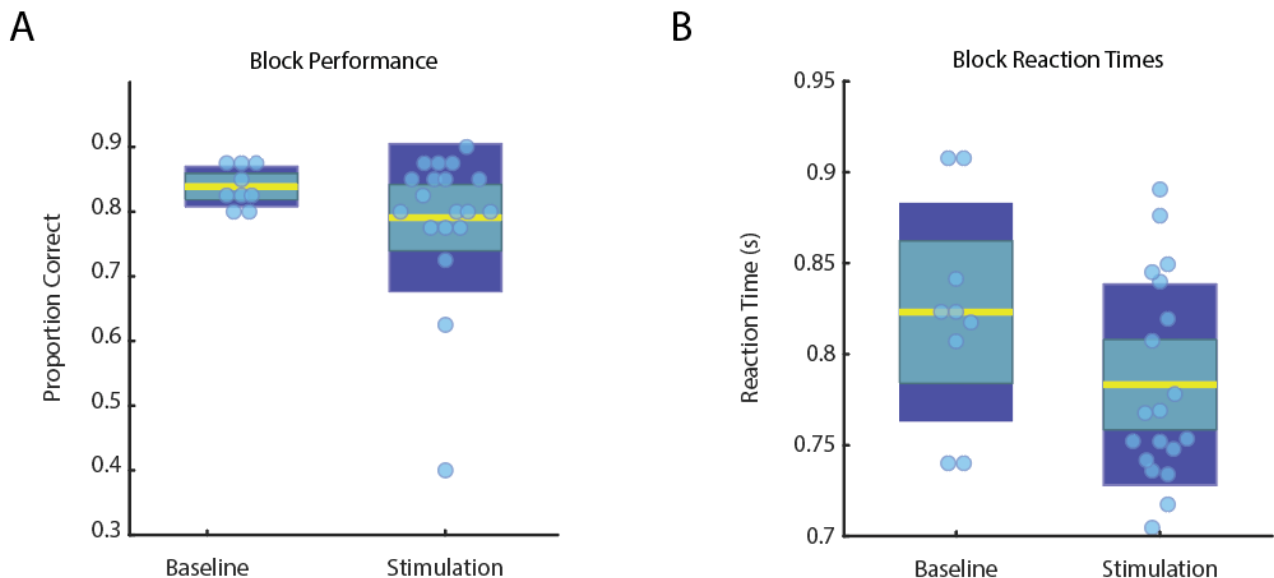 A
Block Performance
Proportion Correct
0.9
0.8
0.7
0.6
0.5
0.4
0.3
Baseline
Stimulation
B
Block Reaction Times
Reaction Time (s)
0.95
0.9
0.85
0.8
0.75
0.7
Baseline
Stimulation